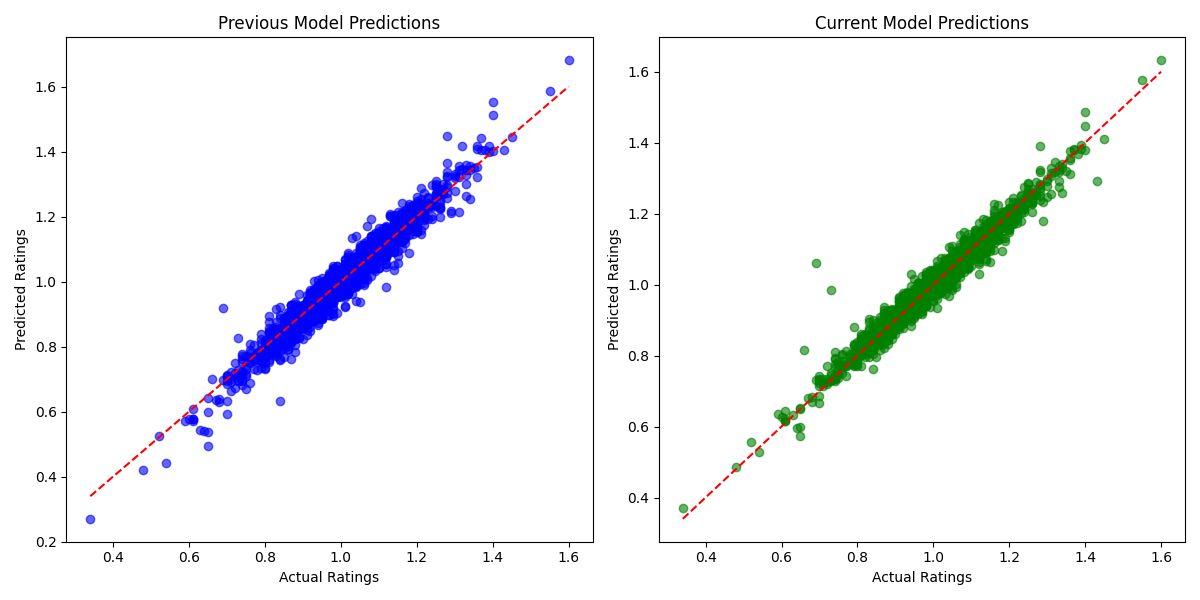 Previous Model Predictions
Predicted Ratings
1.6
1.4
1.2
1.0
0.8
0.6
0.4
0.2
0.4 0.6 0.8 1.0 1.2 1.4 1.6
Actual Ratings
Current Model Predictions
Predicted Ratings
1.6
1.4
1.2
1.0
0.8
0.6
0.4
0.4 0.6 0.8 1.0 1.2 1.4 1.6
Actual Ratings